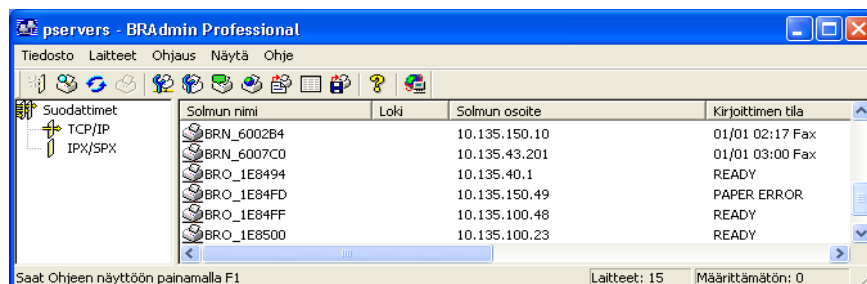 pservers - BRAdmin Professional
Tiedosto Laitteet Ohjaus Näytä Ohje
Suodattimet
TCP/IP
IPX/SPX
Solmun nimi Loki Solmun osoite Kirjoittimen tila
BRN_6002B4 10.135.150.10 01/01 02:17 Fax
BRN_6007C0 10.135.43.201 01/01 03:00 Fax
BRO_1E8494 10.135.40.1 READY
BRO_1E84FD 10.135.150.49 PAPER ERROR
BRO_1E84FF 10.135.100.48 READY
BRO_1E8500 10.135.100.23 READY
Saat Ohjeen näyttöön painamalla F1 Laitteet: 15 Määrittämätön: 0